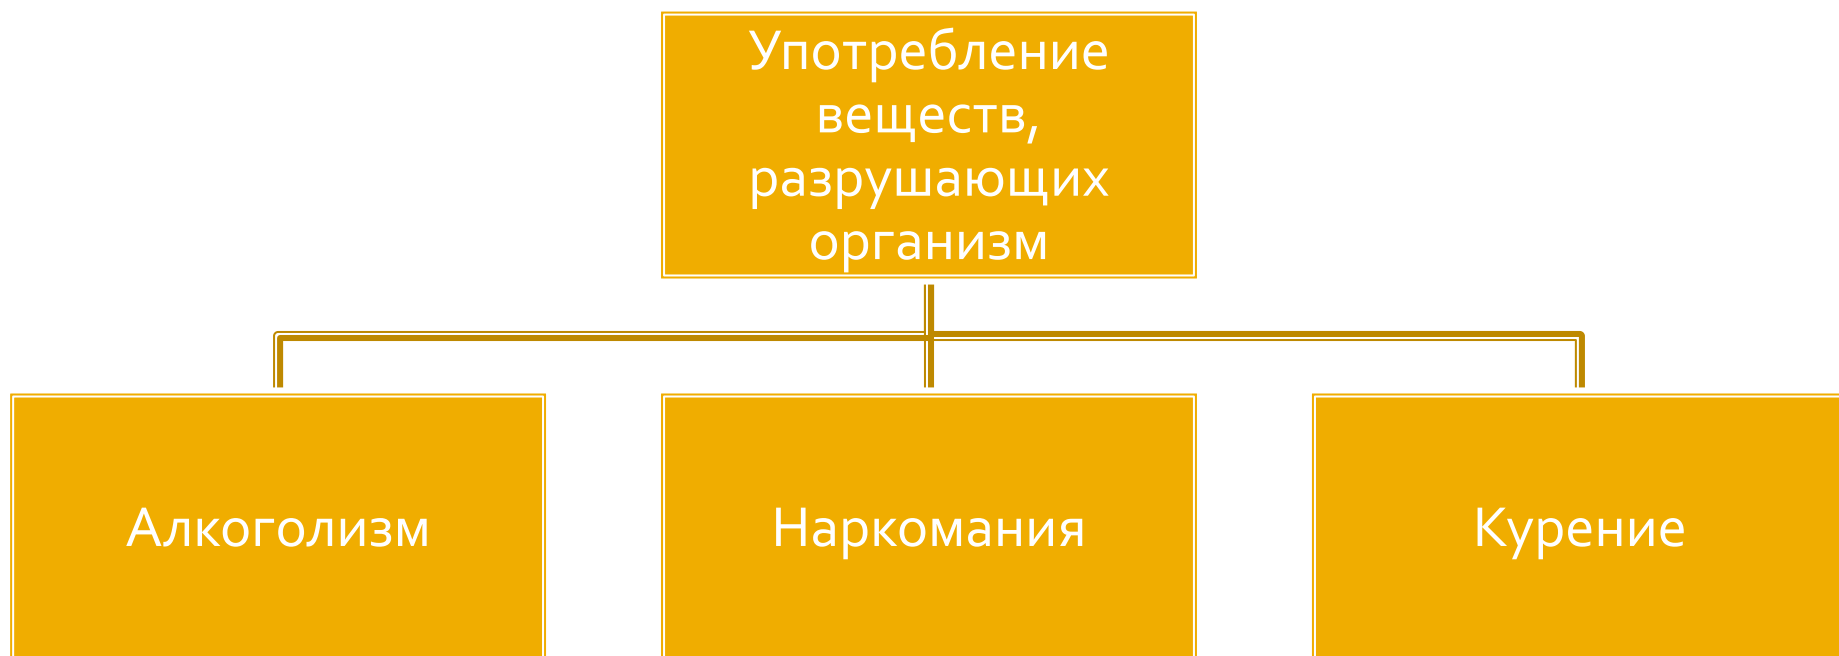 Употребление
веществ,
разрушающих
организм
Алкоголизм
Наркомания
Курение